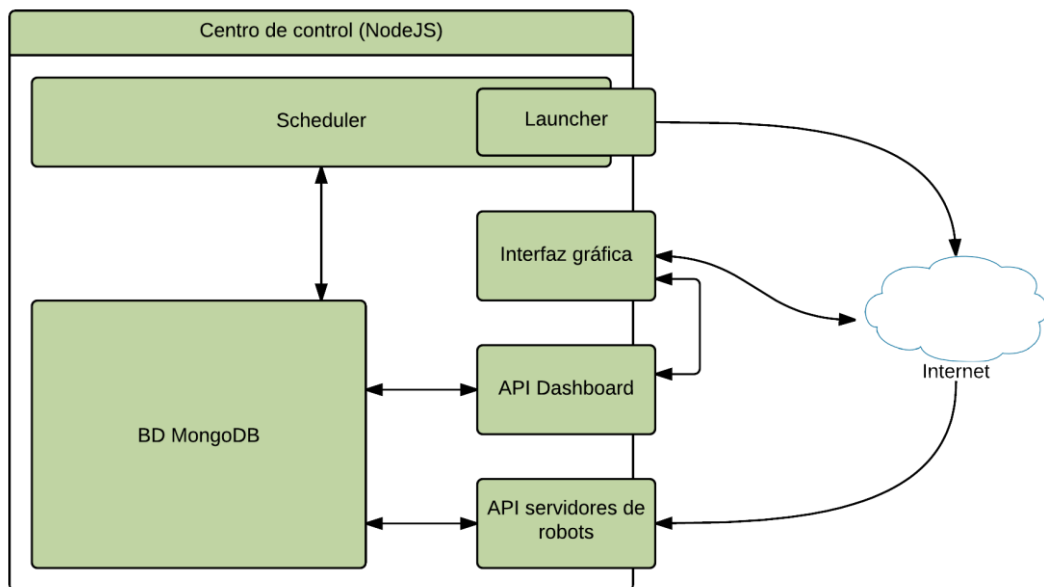 Centro de control (NodeJS)
Scheduler
Launcher
Interfaz gráfica
Internet
API Dashboard
BD MongoDB
API servidores de
robots